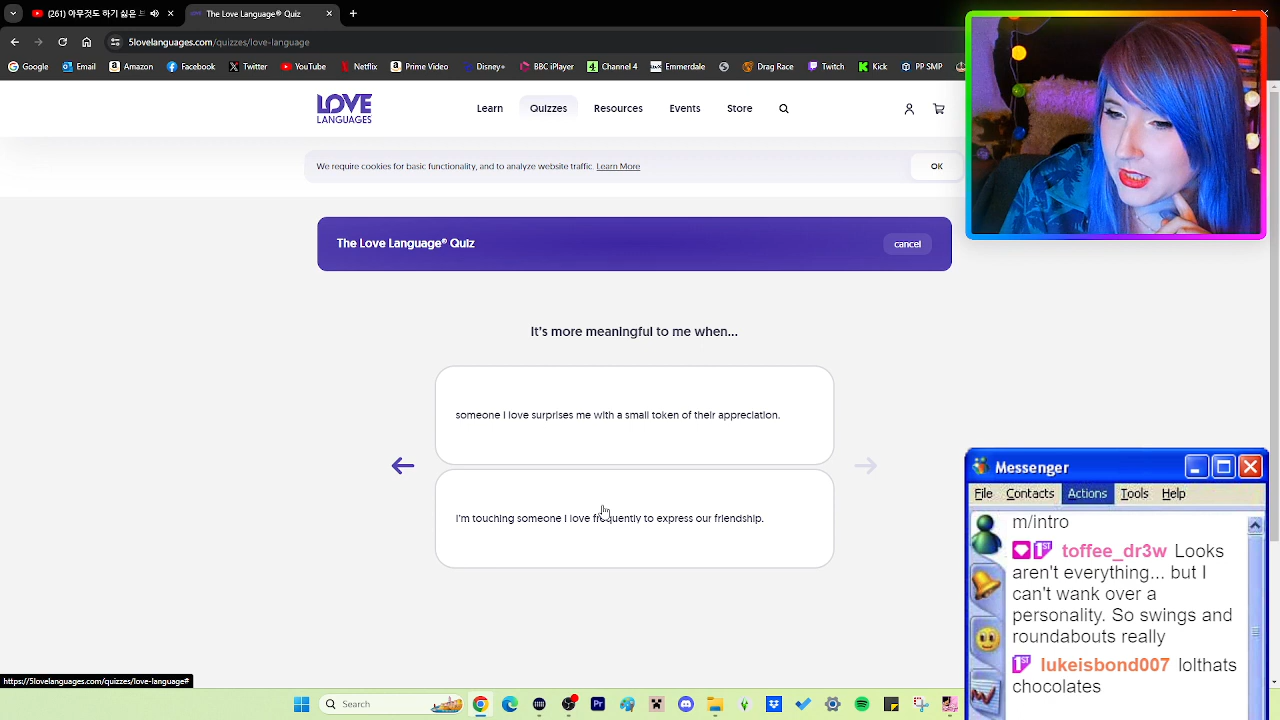 (261) 아무것도 하기 싫은 브
The Love Language® Quiz
5lovelanguages.com/quizzes/love-language
Google
Email
Amazon
Facebook
Twitter
YouTube
Netflix
Prime Video
Disney+
BBC iPlayer
Channel 4
Emmerdale
Drag Race
Twitch
Kick
PP SMP
LOVE
LANGUAGES
Learn
Quizzes
Resources
Events
Store
We require cookies for basic functionality, and to analyze website traffic. Learn More
OK
The Love Language® Quiz
cancel
It's more meaningful to me when...
someone I love surprises me with a small token of their appreciation.
I'm touching someone I love frequently to express our friendship.
Messenger
File Contacts Actions Tools Help
m/intro
toffee_dr3w Looks
aren't everything... but I
can't wank over a
personality. So swings and
roundabouts really
lukeisbond007 lolthats
chocolates
https://5lovelanguages.com/quizzes/love-language#
Search